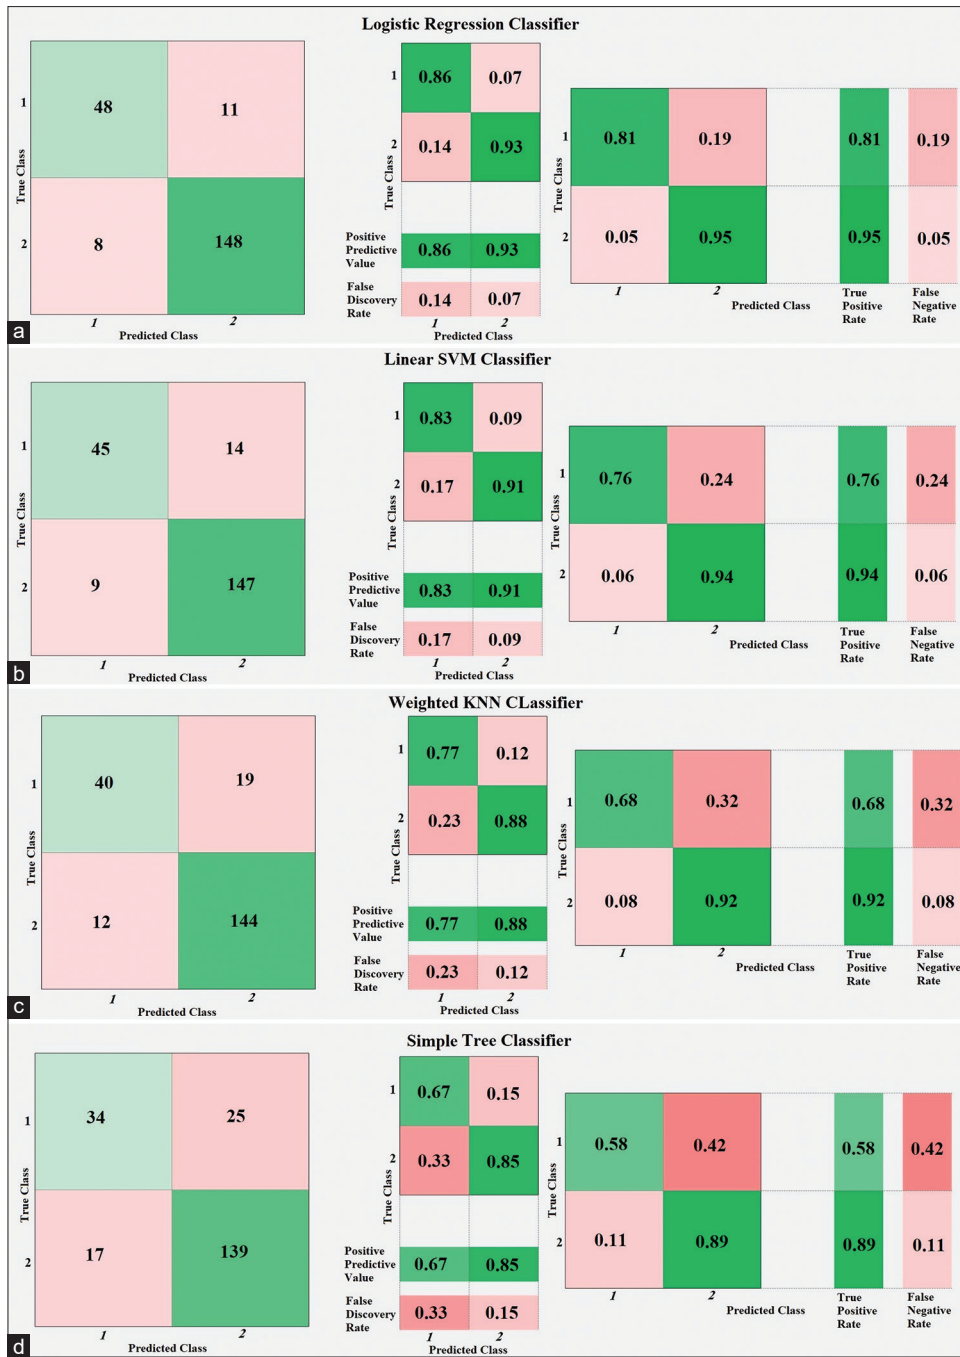 Logistic Regression Classifier
True Class
1
48
11
2
8
148
1
2
Predicted Class
a
True Class
1
0.86
0.07
2
0.14
0.93
Positive
Predictive
Value
0.86
0.93
False
Discovery
Rate
0.14
0.07
1
2
Predicted Class
True Class
1
0.81
0.19
0.81
0.19
2
0.05
0.95
0.95
0.05
1
2
Predicted Class
True
Positive
Rate
False
Negative
Rate
Linear SVM Classifier
True Class
1
45
14
2
9
147
1
2
Predicted Class
b
True Class
1
0.83
0.09
2
0.17
0.91
Positive
Predictive
Value
0.83
0.91
False
Discovery
Rate
0.17
0.09
1
2
Predicted Class
True Class
1
0.76
0.24
0.76
0.24
2
0.06
0.94
0.94
0.06
1
2
Predicted Class
True
Positive
Rate
False
Negative
Rate
Weighted KNN CLassifier
True Class
1
40
19
2
12
144
1
2
Predicted Class
c
True Class
1
0.77
0.12
2
0.23
0.88
Positive
Predictive
Value
0.77
0.88
False
Discovery
Rate
0.23
0.12
1
2
Predicted Class
True Class
1
0.68
0.32
0.68
0.32
2
0.08
0.92
0.92
0.08
1
2
Predicted Class
True
Positive
Rate
False
Negative
Rate
Simple Tree Classifier
True Class
1
34
25
2
17
139
1
2
Predicted Class
d
True Class
1
0.67
0.15
2
0.33
0.85
Positive
Predictive
Value
0.67
0.85
False
Discovery
Rate
0.33
0.15
1
2
Predicted Class
True Class
1
0.58
0.42
0.58
0.42
2
0.11
0.89
0.89
0.11
1
2
Predicted Class
True
Positive
Rate
False
Negative
Rate